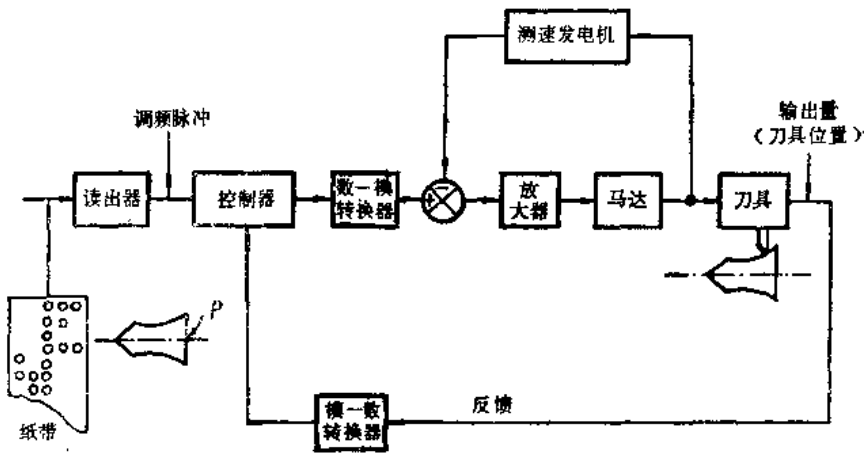 测速发电机
调频脉冲
输出量
(刀具位置)
读出器
控制器
数一模
转换器
+
−
放
大器
马达
刀具
P
纸带
模一数
转换器
反馈